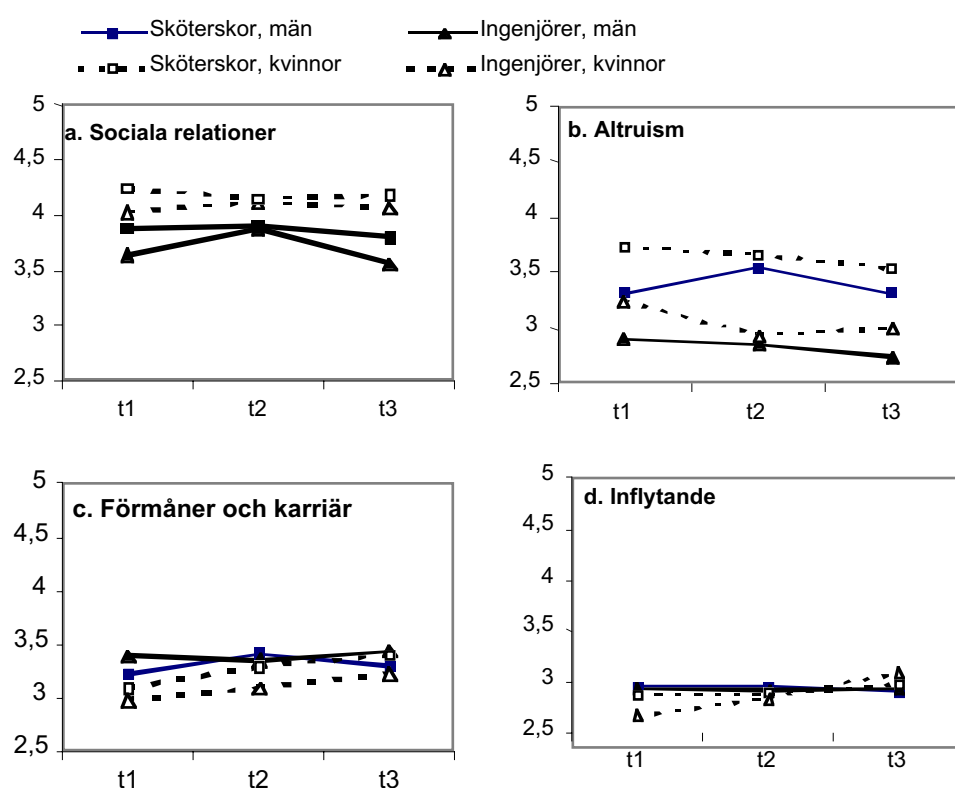 Sköterskor, män Ingenjörer, män
Sköterskor, kvinnor Ingenjörer, kvinnor
a. Sociala relationer
5
4,5
4
3,5
3
2,5
t1 t2 t3
b. Altruism
5
4,5
4
3,5
3
2,5
t1 t2 t3
c. Förmåner och karriär
5
4,5
4
3,5
3
2,5
t1 t2 t3
d. Inflytande
5
4,5
4
3,5
3
2,5
t1 t2 t3